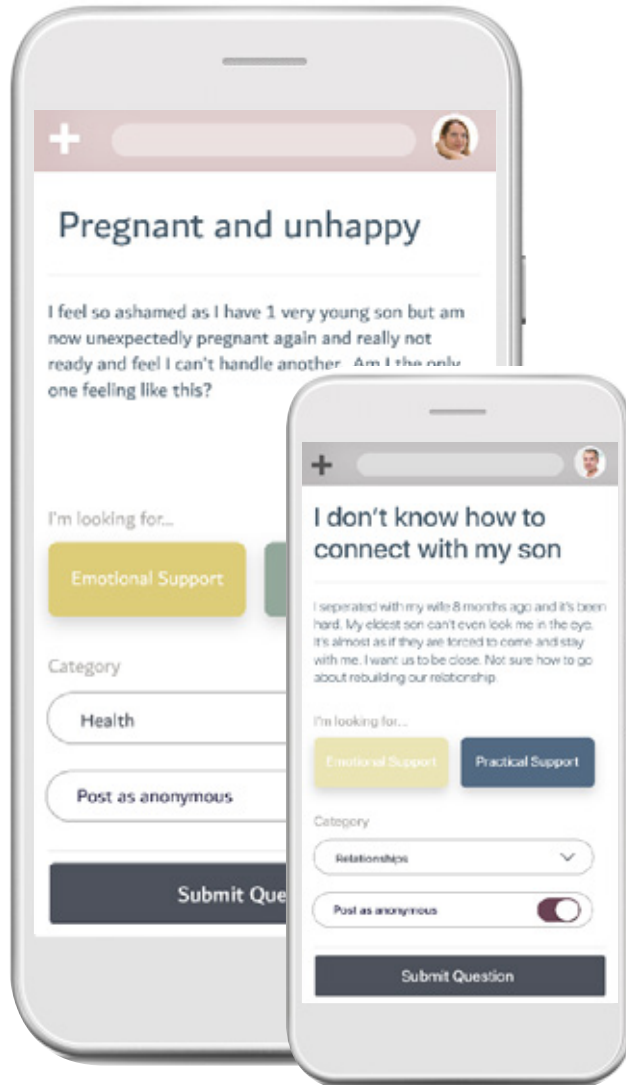 Pregnant and unhappy
I feel so ashamed as I have 1 very young son but am
now unexpectedly pregnant again and really not
ready and feel I can't handle another. Am I the only
one feeling like this?
I'm looking for...
Emotional Support
Category
Health
Post as anonymous
Submit Que
I don't know how to
connect with my son
I seperated with my wife 8 months ago and it's been
hard. My eldest son can't even look me in the eye.
It's almost as if they are forced to come and stay
with me. I want us to be close. Not sure how to go
about rebuilding our relationship
I'm looking for...
Emotional Support
Practical Support
Category
Relationships
Post as anonymous
Submit Question